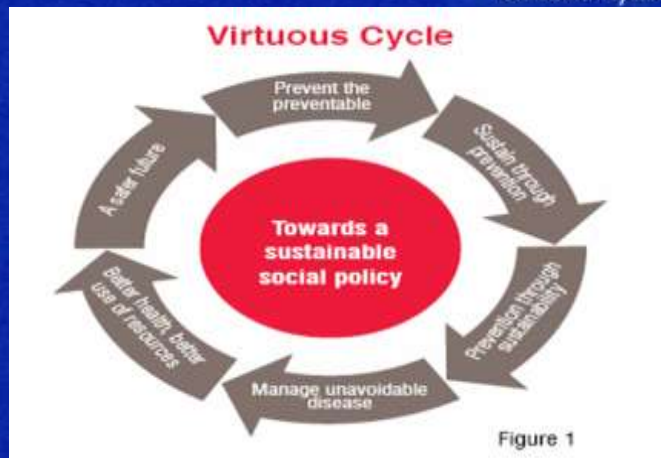 Virtuous Cycle
Prevent the
preventable
Sustain through
prevention
Prevention through
sustainability
Manage unavoidable
disease
Better health, better
use of resources
A safer future
Towards a
sustainable
social policy
Figure 1